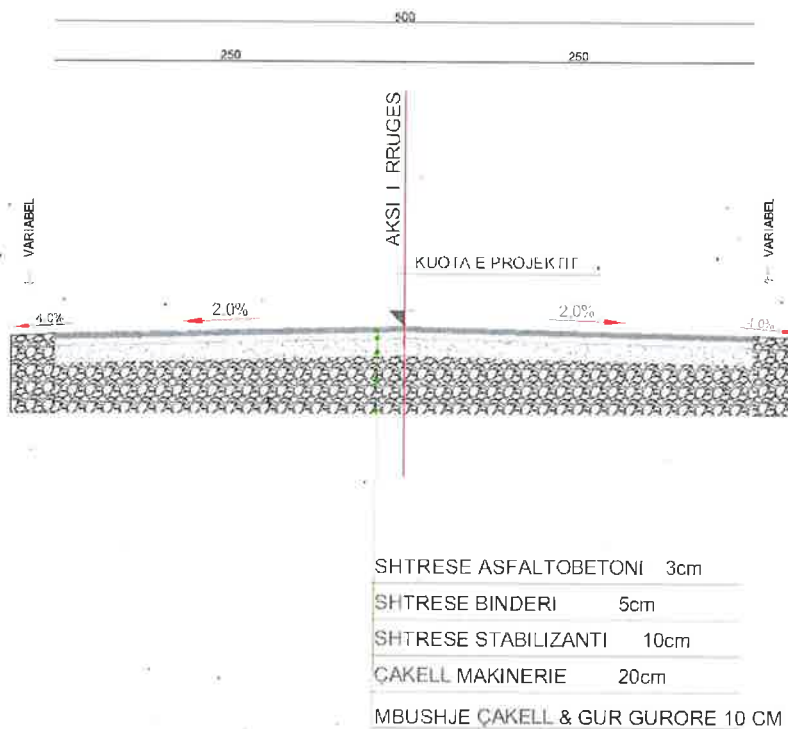 500
250 250
AKSI I RRUGES
VARIABEL
VARIABEL
KUOTA E PROJEKTIT
4.0% 2.0% 2.0%
SHTRESE ASFALTOBETONI 3cm
SHTRESE BINDERI 5cm
SHTRESE STABILIZANTI 10cm
ÇAKELL MAKINERIE 20cm
MBUSHJE ÇAKELL & GUR GURORE 10 CM